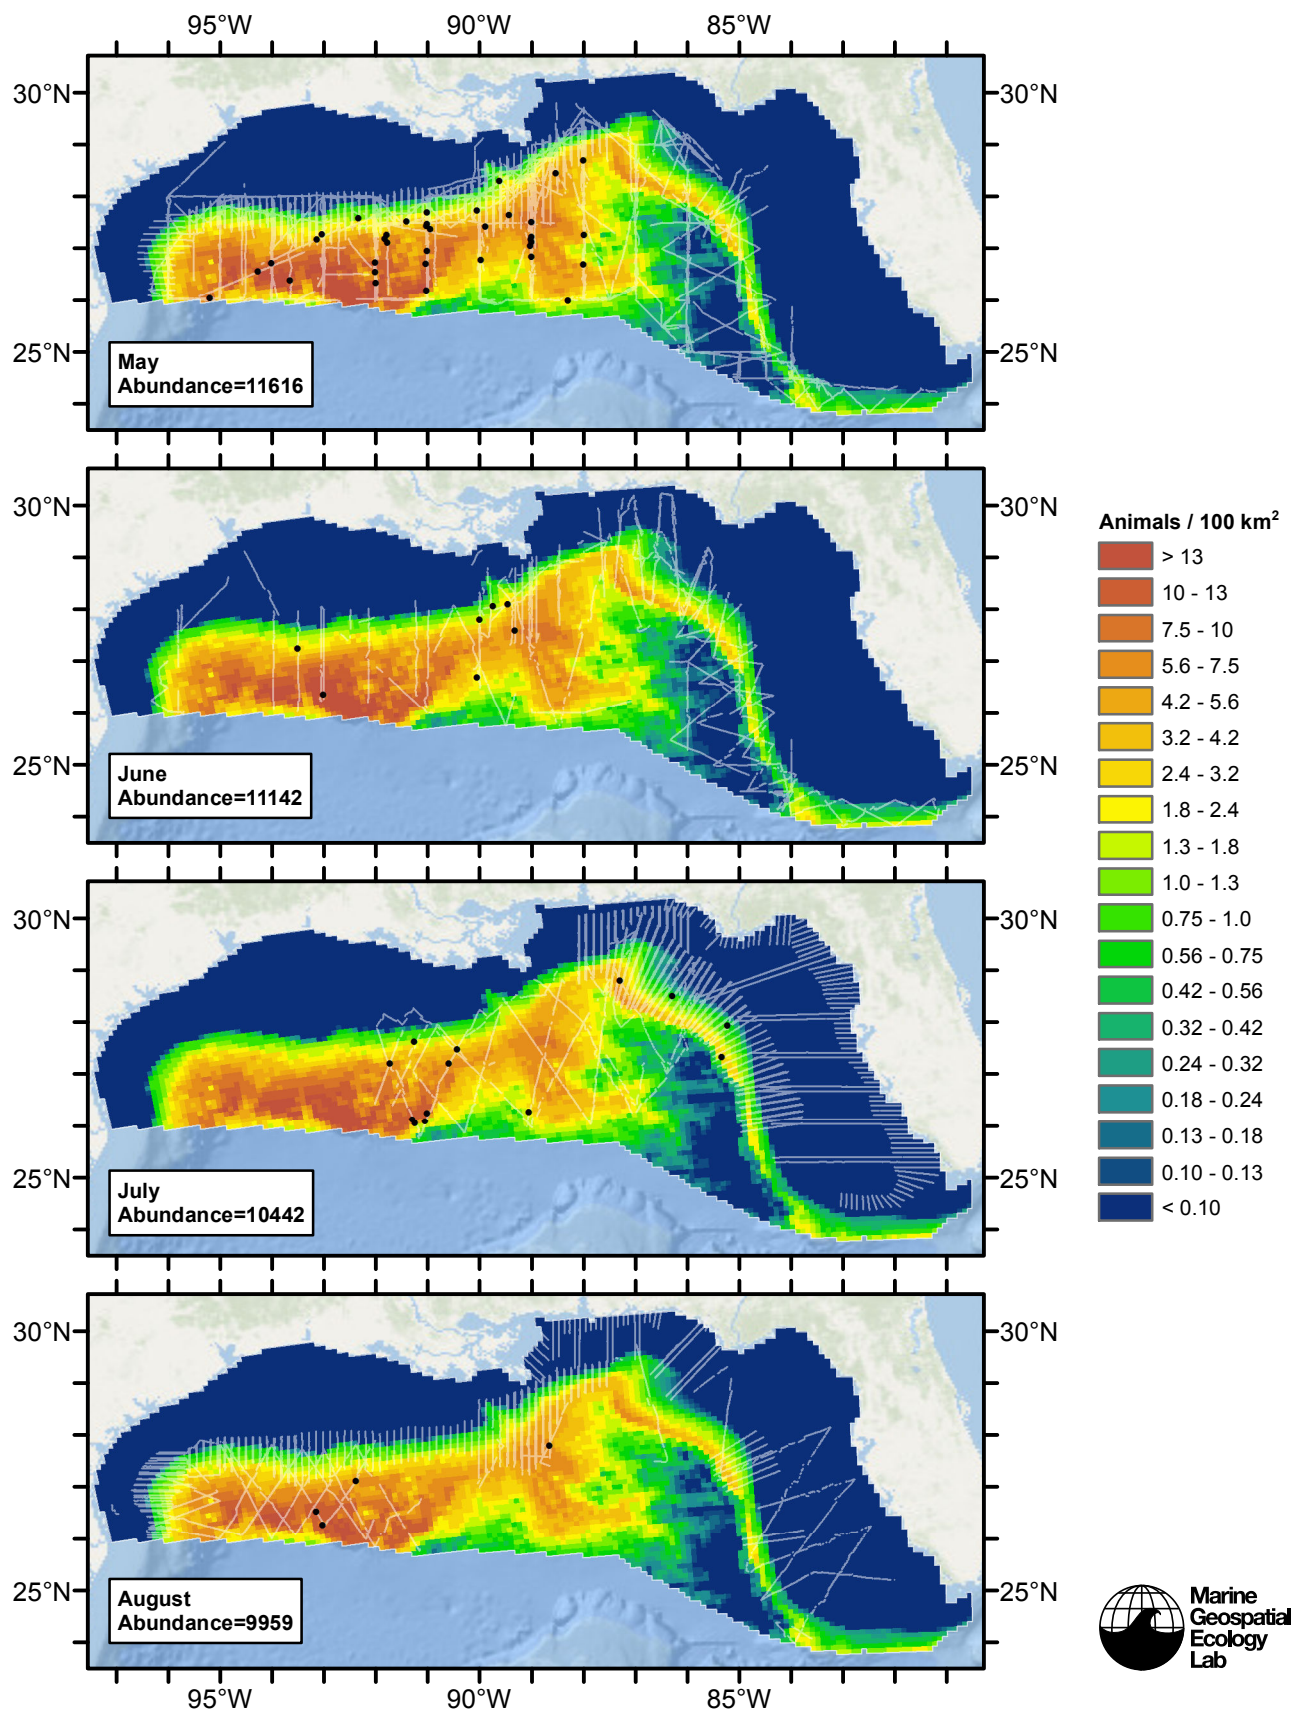 95°W 90°W 85°W
30°N 30°N
25°N 25°N
May
Abundance=11616
30°N 30°N
25°N 25°N
June
Abundance=11142
Animals / 100 km²
> 13
10 - 13
7.5 - 10
5.6 - 7.5
4.2 - 5.6
3.2 - 4.2
2.4 - 3.2
1.8 - 2.4
1.3 - 1.8
1.0 - 1.3
0.75 - 1.0
0.56 - 0.75
0.42 - 0.56
0.32 - 0.42
0.24 - 0.32
0.18 - 0.24
0.13 - 0.18
0.10 - 0.13
< 0.10
30°N 30°N
25°N 25°N
July
Abundance=10442
30°N 30°N
25°N 25°N
August
Abundance=9959
95°W 90°W 85°W
Marine
Geospatial
Ecology
Lab